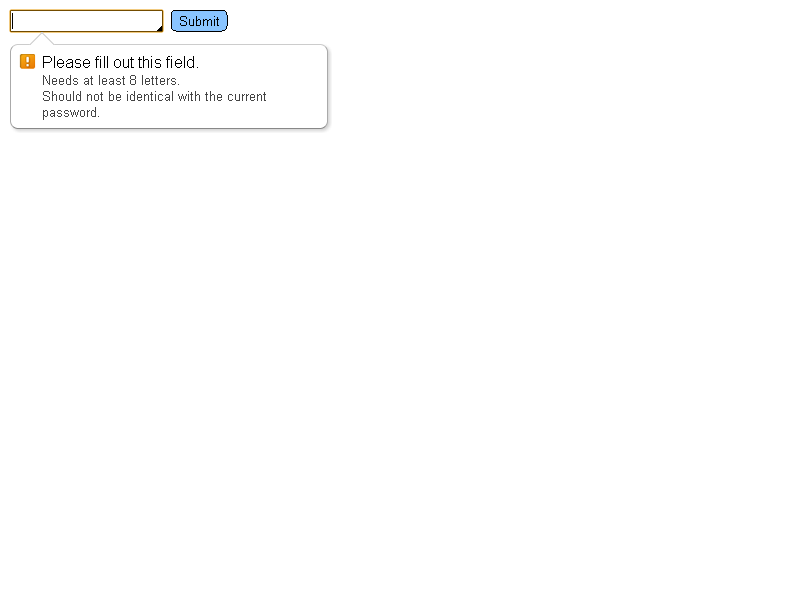 Submit
Please fill out this field.
Needs at least 8 letters.
Should not be identical with the current
password.